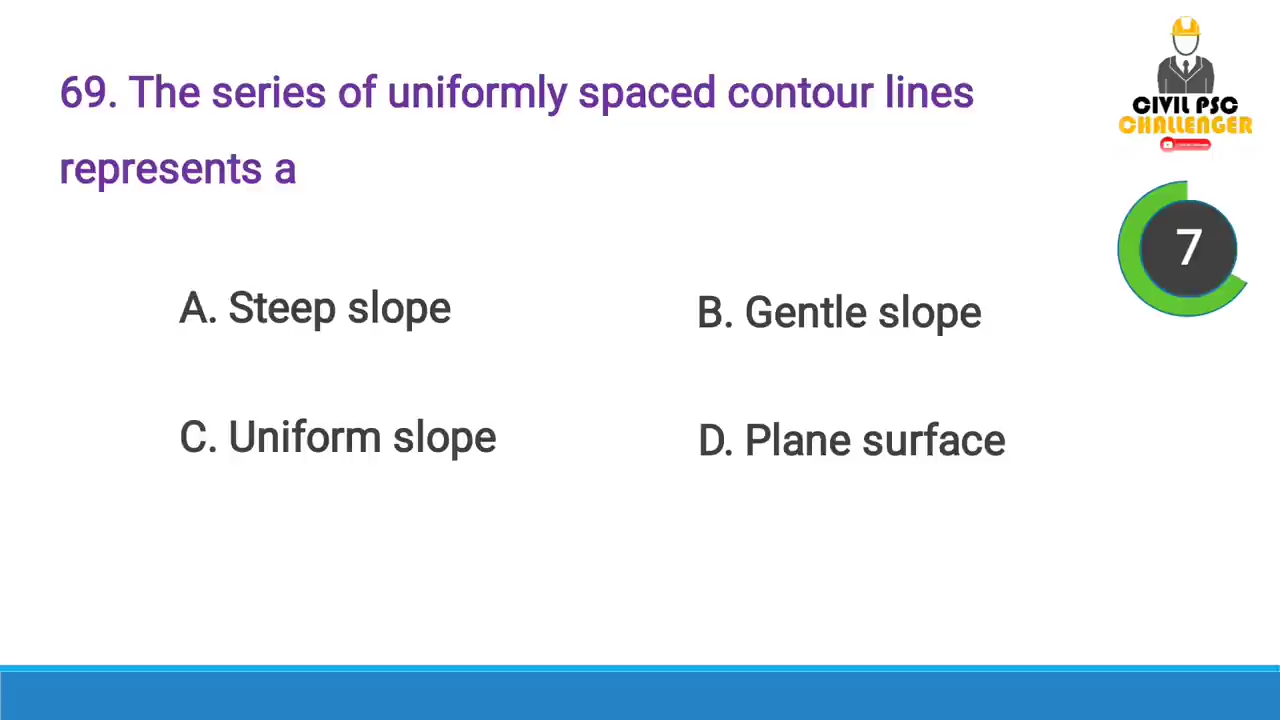 69. The series of uniformly spaced contour lines
represents a
A. Steep slope
B. Gentle slope
C. Uniform slope
D. Plane surface
CIVIL PSC
CHALLENGER
7